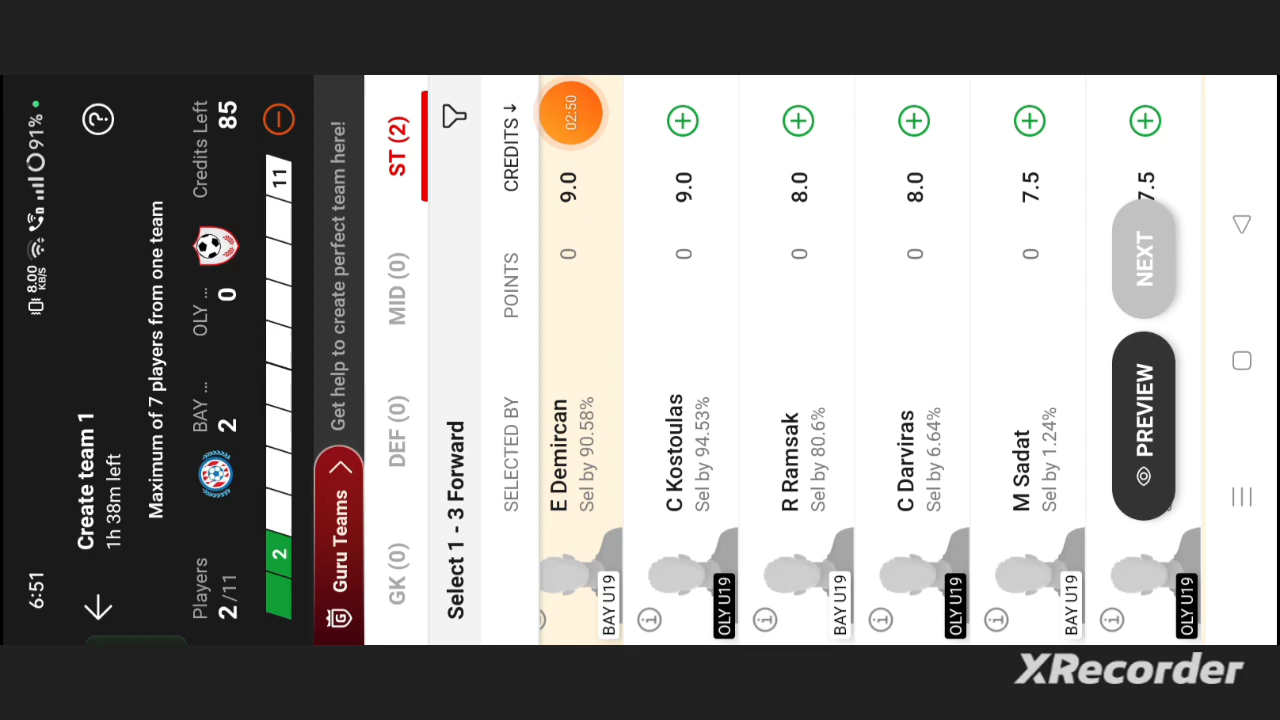 6:51
8.00 KB/S
91%
Create team 1
1h 38m left
Maximum of 7 players from one team
Players
2/11
BAY ...
2
OLY ...
0
Credits Left
85
2
11
Guru Teams
Get help to create perfect team here!
GK (0)
DEF (0)
MID (0)
ST (2)
Select 1 - 3 Forward
SELECTED BY
POINTS
CREDITS
E Demircan
Sel by 90.58%
0
9.0
BAY U19
02:50
C Kostoulas
Sel by 94.53%
0
9.0
OLY U19
R Ramsak
Sel by 80.6%
0
8.0
BAY U19
C Darviras
Sel by 6.64%
0
8.0
OLY U19
M Sadat
Sel by 1.24%
0
7.5
BAY U19
7.5
OLY U19
PREVIEW
NEXT
XRecorder